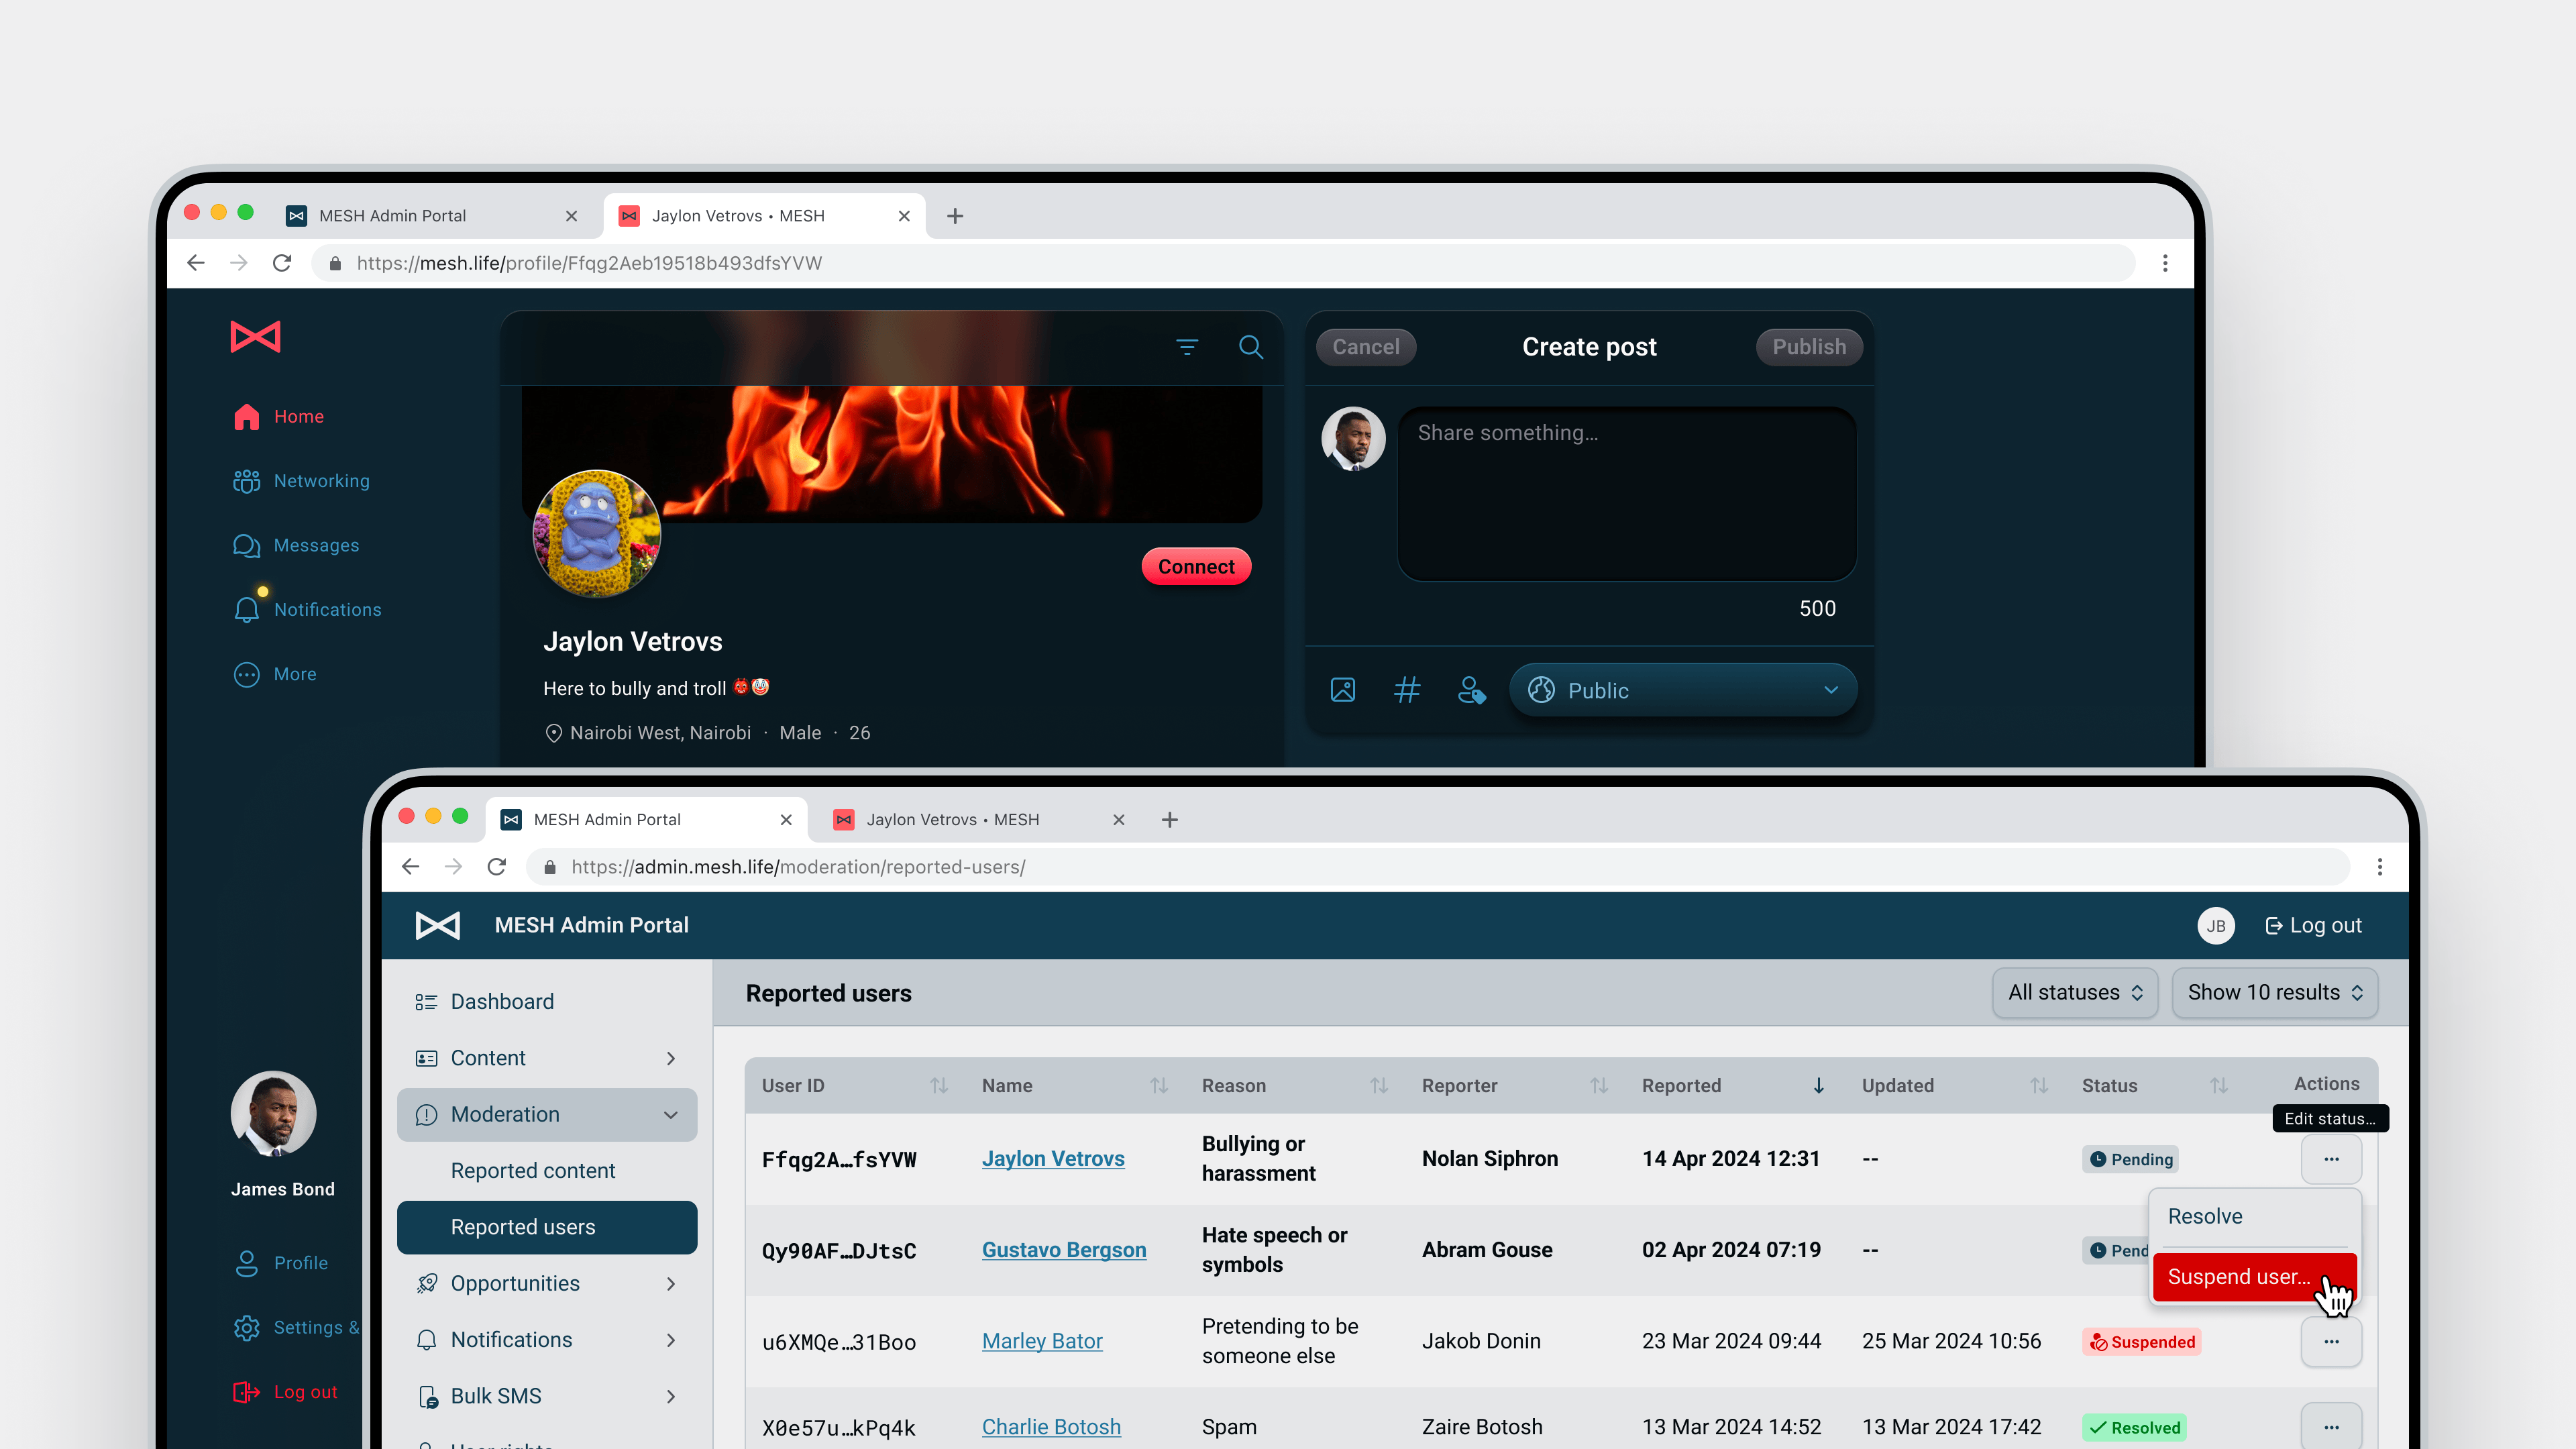 MESH Admin Portal
Jaylon Vetrovs • MESH
https://mesh.life/profile/Ffqg2Aeb19518b493dfsYVW
Home
Networking
Messages
Notifications
More
Connect
Jaylon Vetrovs
Here to bully and troll 👹🤡
Nairobi West, Nairobi · Male · 26
Cancel
Create post
Publish
Share something…
500
Public
James Bond
Profile
Settings &
Log out
MESH Admin Portal
Jaylon Vetrovs • MESH
https://admin.mesh.life/moderation/reported-users/
MESH Admin Portal
JB
Log out
Dashboard
Content
Moderation
Reported content
Reported users
Opportunities
Notifications
Bulk SMS
User rights
Reported users
All statuses
Show 10 results
User ID Name Reason Reporter Reported Updated Status Actions
Edit status…
Ffqg2A…fsYVW Jaylon Vetrovs Bullying or
harassment Nolan Siphron 14 Apr 2024 12:31 -- Pending
Qy90AF…DJtsC Gustavo Bergson Hate speech or
symbols Abram Gouse 02 Apr 2024 07:19 -- Pend
Resolve
Suspend user…
u6XMQe…31Boo Marley Bator Pretending to be
someone else Jakob Donin 23 Mar 2024 09:44 25 Mar 2024 10:56 Suspended
X0e57u…kPq4k Charlie Botosh Spam Zaire Botosh 13 Mar 2024 14:52 13 Mar 2024 17:42 Resolved